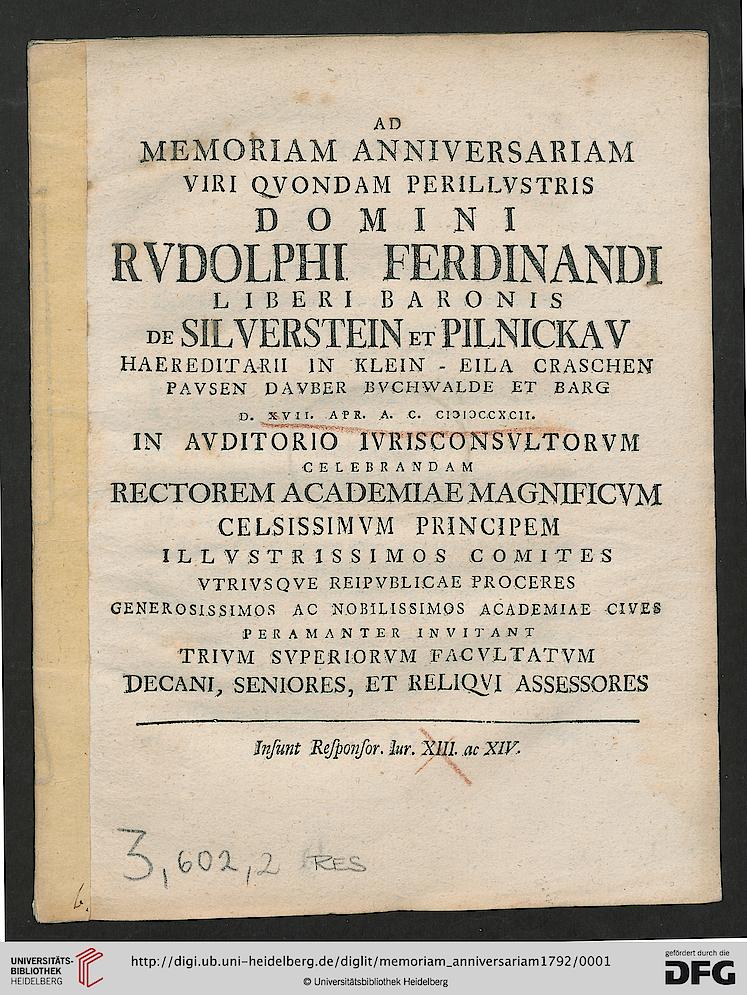 AD
MEMORIAM ANNIVERSARIAM
VIRI QVONDAM PERILLVSTRIS
DOMINI
RVDOLPHI FERDINANDI
LIBERI BARONIS
DE SILVERSTEIN ET PILNICKAV
HAEREDITARII IN KLEIN - EILA CRASCHEN
PAVSEN DAVBER BVCHWALDE ET BARG
D. XVII. APR. A. C. CIƆIƆCCXCII.
IN AVDITORIO IVRISCONSVLTORVM
CELEBRANDAM
RECTOREM ACADEMIAE MAGNIFICVM
CELSISSIMVM PRINCIPEM
ILLVSTRISSIMOS COMITES
VTRIVSQVE REIPVBLICAE PROCERES
GENEROSISSIMOS AC NOBILISSIMOS ACADEMIAE CIVES
PERAMANTER INVITANT
TRIVM SVPERIORVM FACVLTATVM
DECANI, SENIORES, ET RELIQVI ASSESSORES
Inſunt Reſponſor. Iur. XIII. ac XIV.
3,602,2 RES
6.
UNIVERSITÄTS-
BIBLIOTHEK
HEIDELBERG
http://digi.ub.uni-heidelberg.de/diglit/memoriam_anniversariam1792/0001
© Universitätsbibliothek Heidelberg
gefördert durch die
DFG